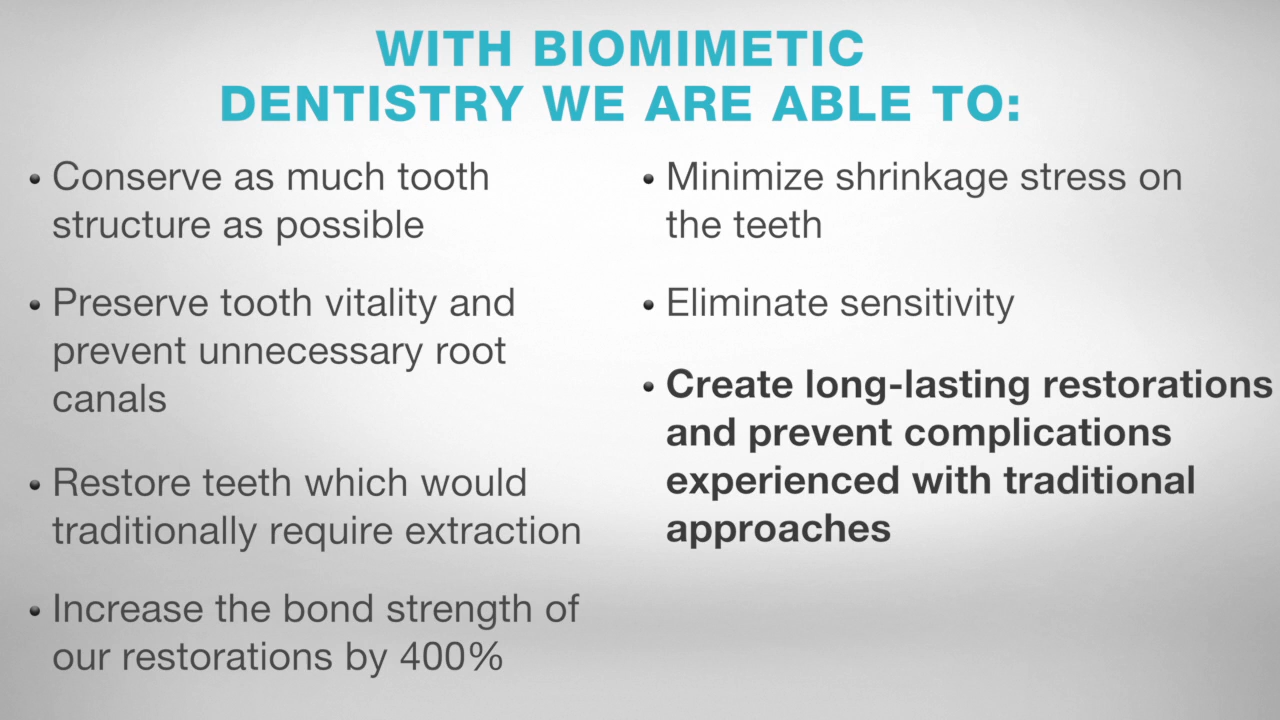 WITH BIOMIMETIC
DENTISTRY WE ARE ABLE TO:
• Conserve as much tooth
structure as possible
• Preserve tooth vitality and
prevent unnecessary root
canals
• Restore teeth which would
traditionally require extraction
• Increase the bond strength of
our restorations by 400%
• Minimize shrinkage stress on
the teeth
• Eliminate sensitivity
• Create long-lasting restorations
and prevent complications
experienced with traditional
approaches